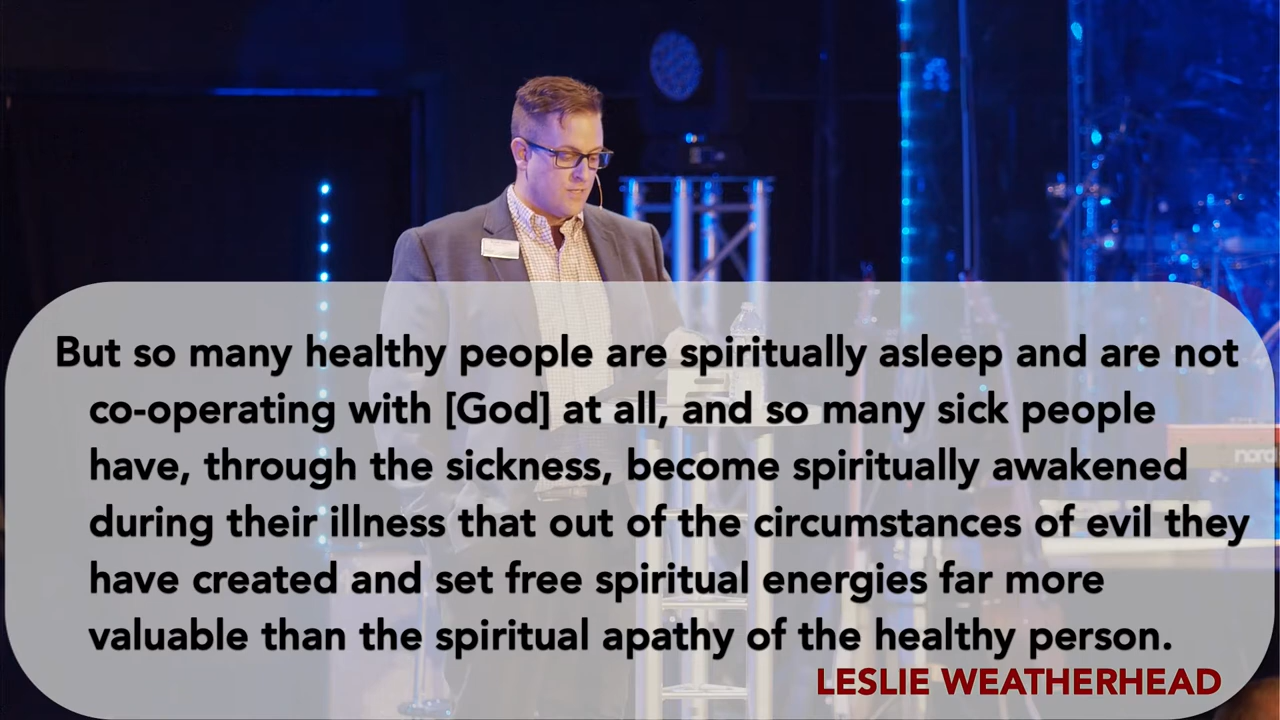 But so many healthy people are spiritually asleep and are not
co-operating with [God] at all, and so many sick people
have, through the sickness, become spiritually awakened
during their illness that out of the circumstances of evil they
have created and set free spiritual energies far more
valuable than the spiritual apathy of the healthy person.
LESLIE WEATHERHEAD
nord